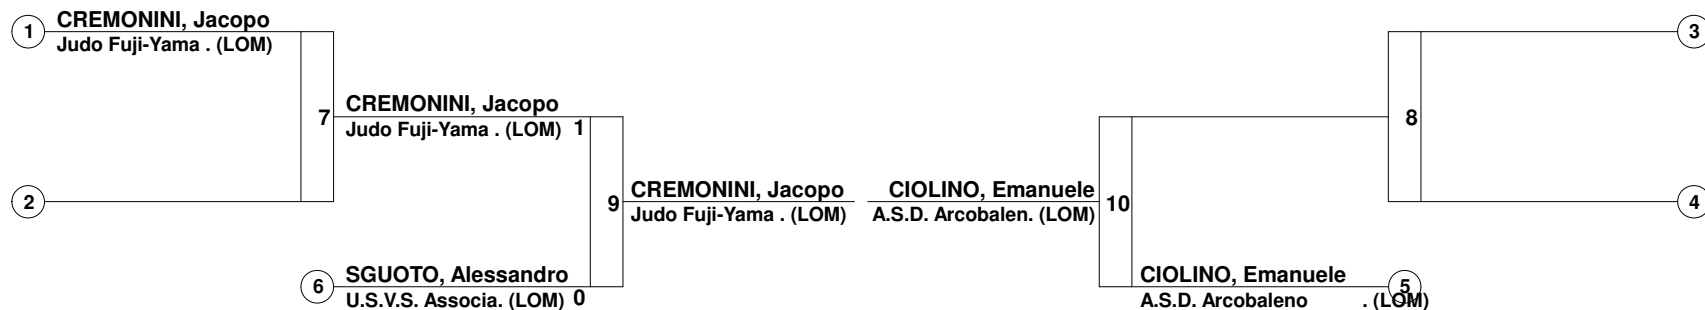 1
CREMONINI, Jacopo
Judo Fuji-Yama . (LOM)
2
7
CREMONINI, Jacopo
Judo Fuji-Yama . (LOM) 1
6
SGUOTO, Alessandro
U.S.V.S. Associa. (LOM) 0
9
CREMONINI, Jacopo
Judo Fuji-Yama . (LOM)
CIOLINO, Emanuele
A.S.D. Arcobalen. (LOM)
10
CIOLINO, Emanuele
A.S.D. Arcobaleno . (LOM)
5
8
3
4